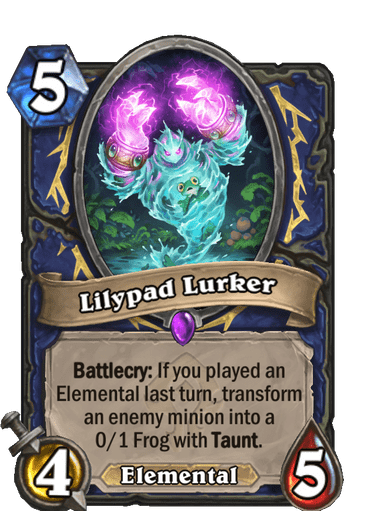 5
Lilypad Lurker
Battlecry: If you played an
Elemental last turn, transform
an enemy minion into a
0/1 Frog with Taunt.
4
Elemental
5